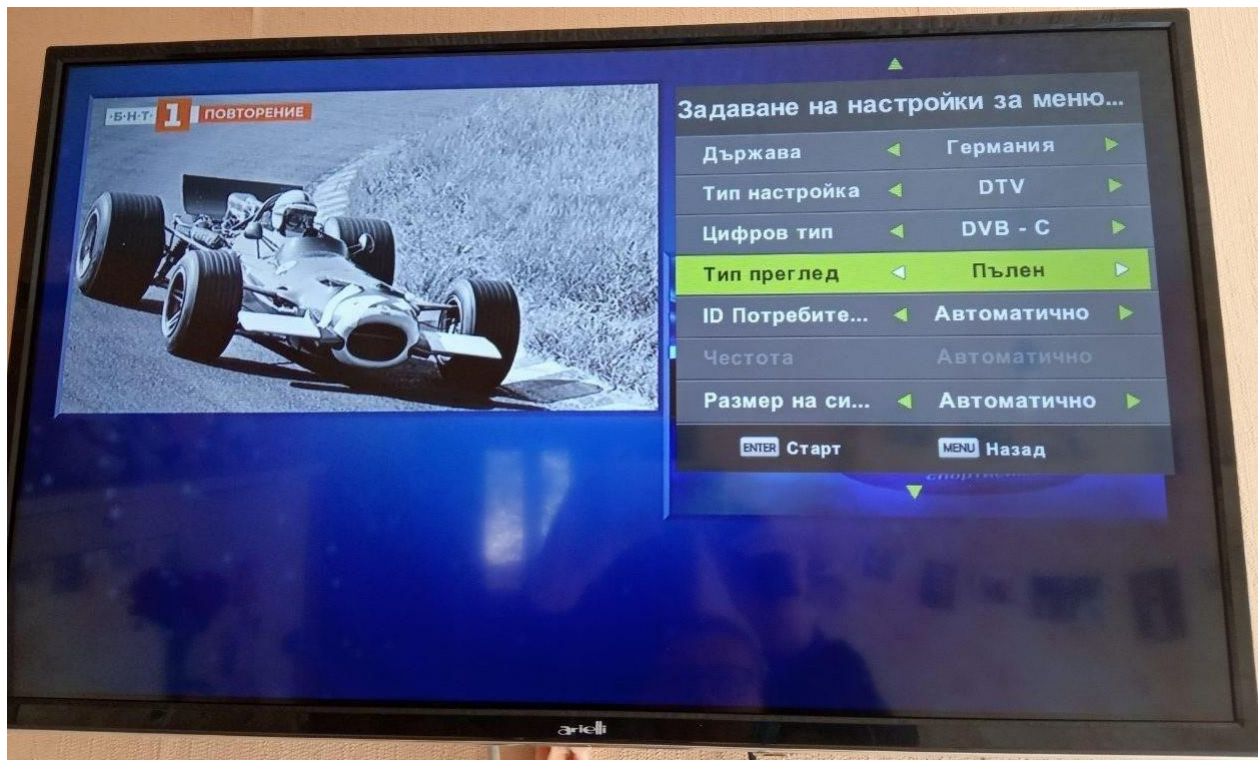 Б·Н·Т 1 ПОВТОРЕНИЕ
Задаване на настройки за меню...
Държава Германия
Тип настройка DTV
Цифров тип DVB - C
Тип преглед Пълен
ID Потребите... Автоматично
Честота Автоматично
Размер на си... Автоматично
ENTER Старт MENU Назад
arielli